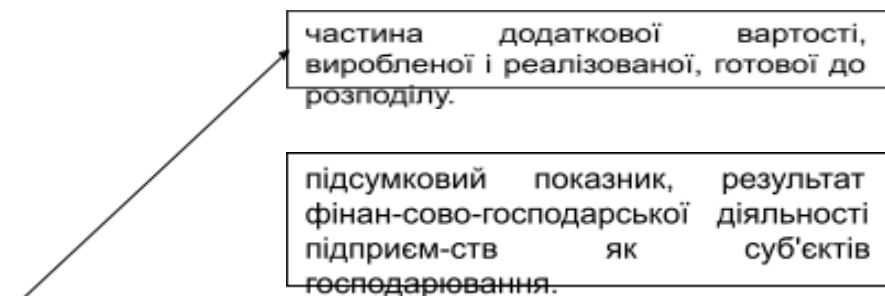 частина додаткової вартості,
виробленої і реалізованої, готової до
розподілу.
підсумковий показник, результат
фінан-сово-господарської діяльності
підприєм-ств як суб'єктів
господарювання.